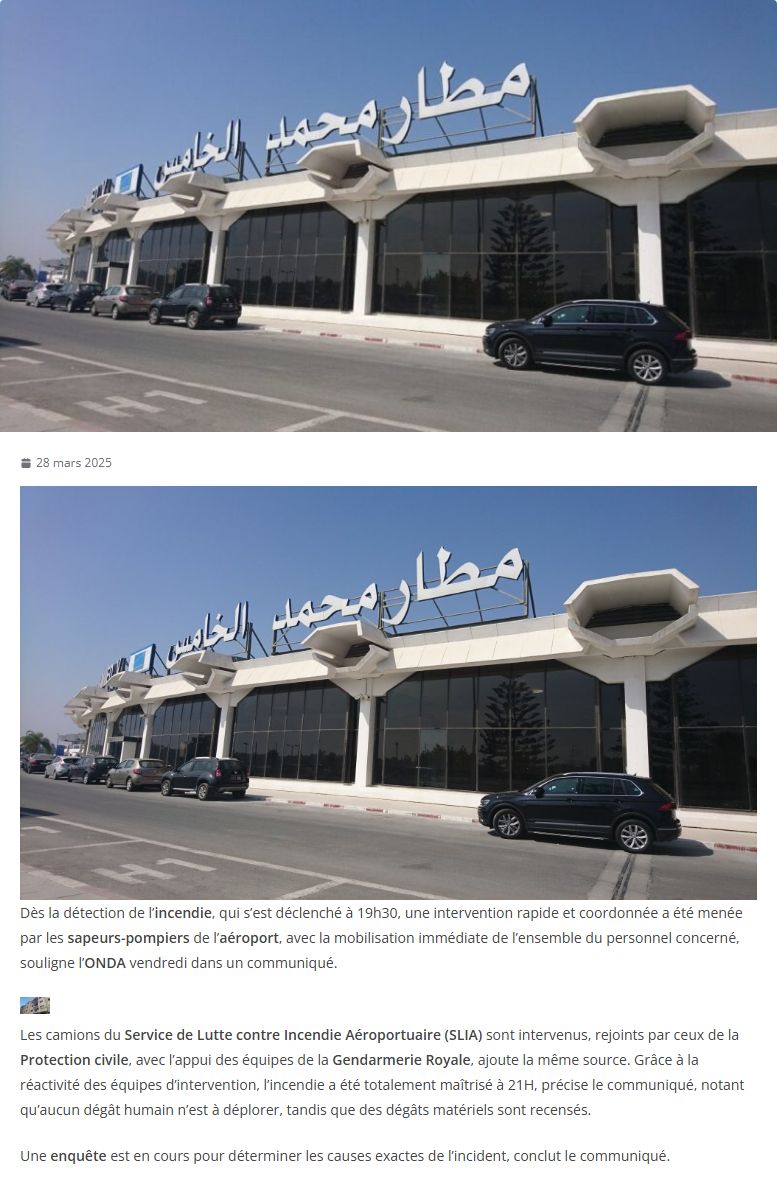 مطار محمد الخامس
H1
28 mars 2025
مطار محمد الخامس
H1
Dès la détection de l’incendie, qui s’est déclenché à 19h30, une intervention rapide et coordonnée a été menée
par les sapeurs-pompiers de l’aéroport, avec la mobilisation immédiate de l’ensemble du personnel concerné,
souligne l’ONDA vendredi dans un communiqué.
Les camions du Service de Lutte contre Incendie Aéroportuaire (SLIA) sont intervenus, rejoints par ceux de la
Protection civile, avec l’appui des équipes de la Gendarmerie Royale, ajoute la même source. Grâce à la
réactivité des équipes d’intervention, l’incendie a été totalement maîtrisé à 21H, précise le communiqué, notant
qu’aucun dégât humain n’est à déplorer, tandis que des dégâts matériels sont recensés.
Une enquête est en cours pour déterminer les causes exactes de l’incident, conclut le communiqué.